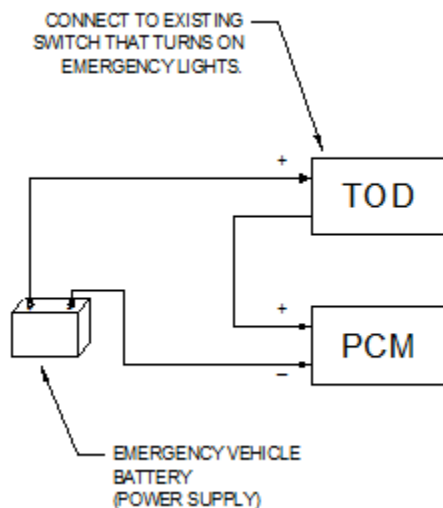 CONNECT TO EXISTING
SWITCH THAT TURNS ON
EMERGENCY LIGHTS.
+
TOD
+
PCM
–
EMERGENCY VEHICLE
BATTERY
(POWER SUPPLY)